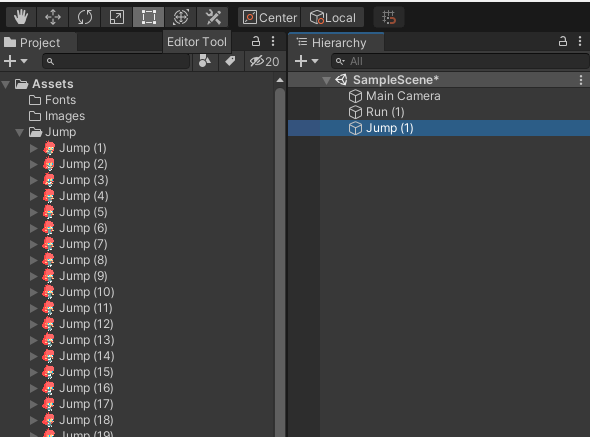 Center
Local
Project
Editor Tool
Hierarchy
20
All
Assets
SampleScene*
Fonts
Main Camera
Images
Run (1)
Jump
Jump (1)
Jump (1)
Jump (2)
Jump (3)
Jump (4)
Jump (5)
Jump (6)
Jump (7)
Jump (8)
Jump (9)
Jump (10)
Jump (11)
Jump (12)
Jump (13)
Jump (14)
Jump (15)
Jump (16)
Jump (17)
Jump (18)
Jump (19)